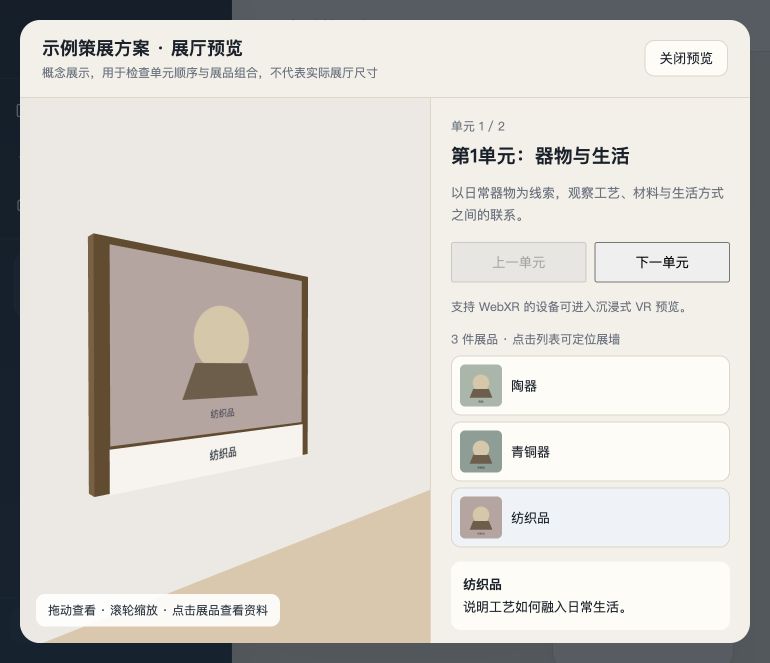 示例策展方案 · 展厅预览
概念展示，用于检查单元顺序与展品组合，不代表实际展厅尺寸
关闭预览
纺织品
纺织品
拖动查看 · 滚轮缩放 · 点击展品查看资料
单元 1 / 2
第1单元：器物与生活
以日常器物为线索，观察工艺、材料与生活方式
之间的联系。
上一单元
下一单元
支持 WebXR 的设备可进入沉浸式 VR 预览。
3 件展品 · 点击列表可定位展墙
陶器
青铜器
纺织品
纺织品
说明工艺如何融入日常生活。